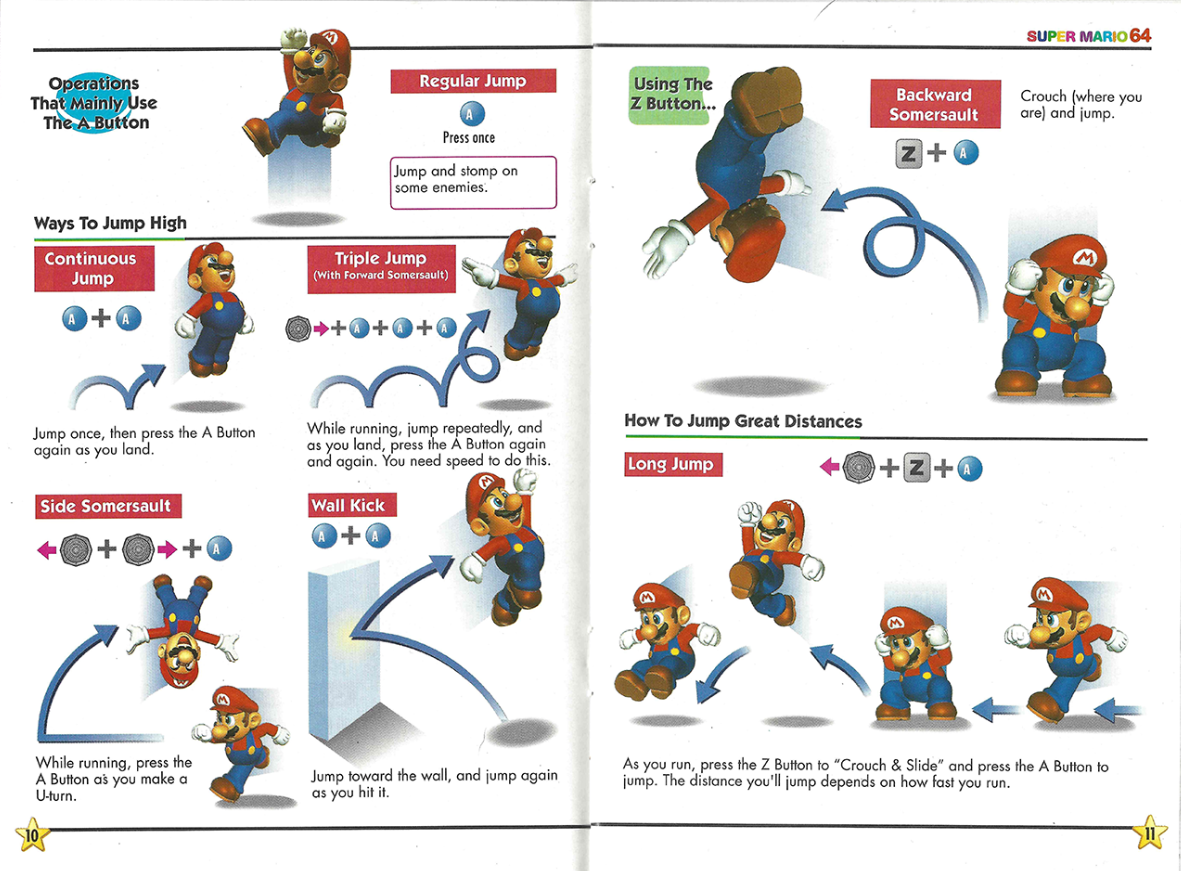 Operations
That Mainly Use
The A Button
Regular Jump
A
Press once
Jump and stomp on
some enemies.
Ways To Jump High
Continuous
Jump
A + A
Jump once, then press the A Button
again as you land.
Triple Jump
(With Forward Somersault)
+ A + A + A
While running, jump repeatedly, and
as you land, press the A Button again
and again. You need speed to do this.
Side Somersault
+ + A
While running, press the
A Button as you make a
U-turn.
Wall Kick
A + A
Jump toward the wall, and jump again
as you hit it.
10
SUPER MARIO 64
Using The
Z Button...
Backward
Somersault
Z + A
Crouch (where you
are) and jump.
How To Jump Great Distances
Long Jump
+ Z + A
As you run, press the Z Button to “Crouch & Slide” and press the A Button to
jump. The distance you'll jump depends on how fast you run.
11